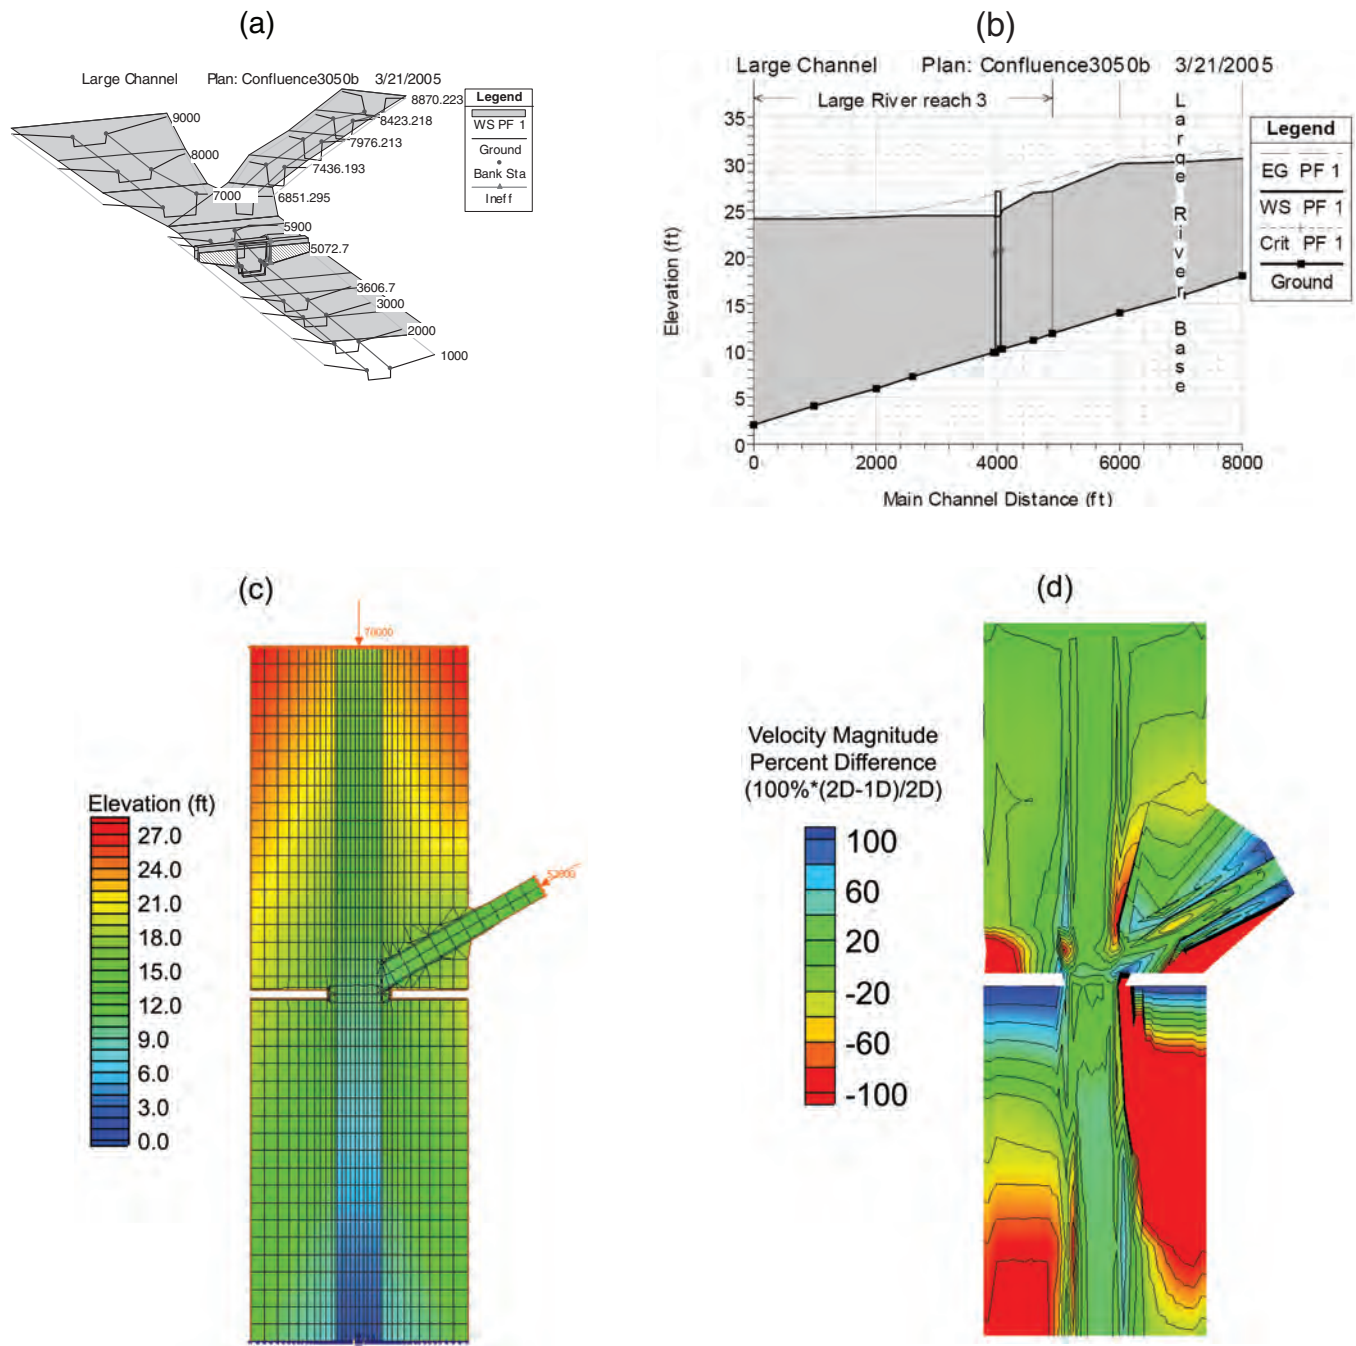 (a)
Large Channel Plan: Confluence3050b 3/21/2005
9000
8000
7000
5900
5072.7
3606.7
3000
2000
1000
8870.223
8423.218
7976.213
7436.193
6851.295
Legend
WS PF 1
Ground
Bank Sta
Ineff
(b)
Large Channel Plan: Confluence3050b 3/21/2005
Large River reach 3
Large River Base
Elevation (ft)
35
30
25
20
15
10
5
0
0 2000 4000 6000 8000
Main Channel Distance (ft)
Legend
EG PF 1
WS PF 1
Crit PF 1
Ground
(c)
Elevation (ft)
27.0
24.0
21.0
18.0
15.0
12.0
9.0
6.0
3.0
0.0
(d)
Velocity Magnitude
Percent Difference
(100%*(2D-1D)/2D)
100
60
20
-20
-60
-100